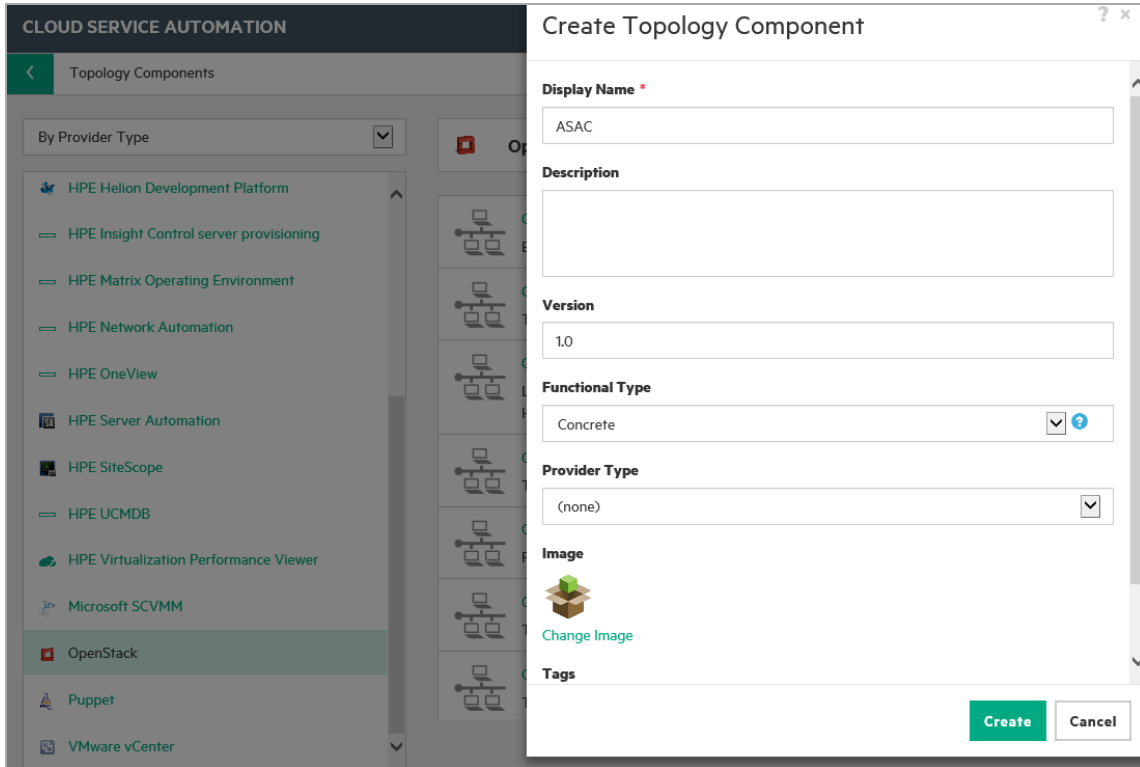 CLOUD SERVICE AUTOMATION
Topology Components
By Provider Type
HPE Helion Development Platform
HPE Insight Control server provisioning
HPE Matrix Operating Environment
HPE Network Automation
HPE OneView
HPE Server Automation
HPE SiteScope
HPE UCMDB
HPE Virtualization Performance Viewer
Microsoft SCVMM
OpenStack
Puppet
VMware vCenter
Create Topology Component
? ×
Display Name *
ASAC
Description
Version
1.0
Functional Type
Concrete
?
Provider Type
(none)
Image
Change Image
Tags
Create
Cancel